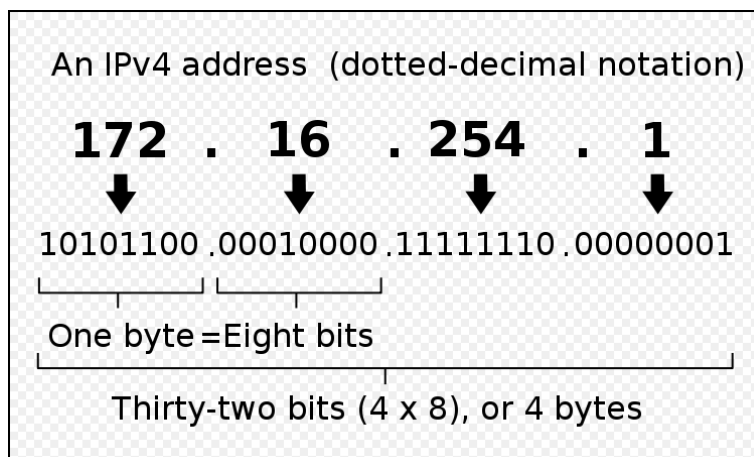 An IPv4 address (dotted-decimal notation)
172 . 16 . 254 . 1
10101100 .00010000 .11111110 .00000001
One byte =Eight bits
Thirty-two bits (4 x 8), or 4 bytes